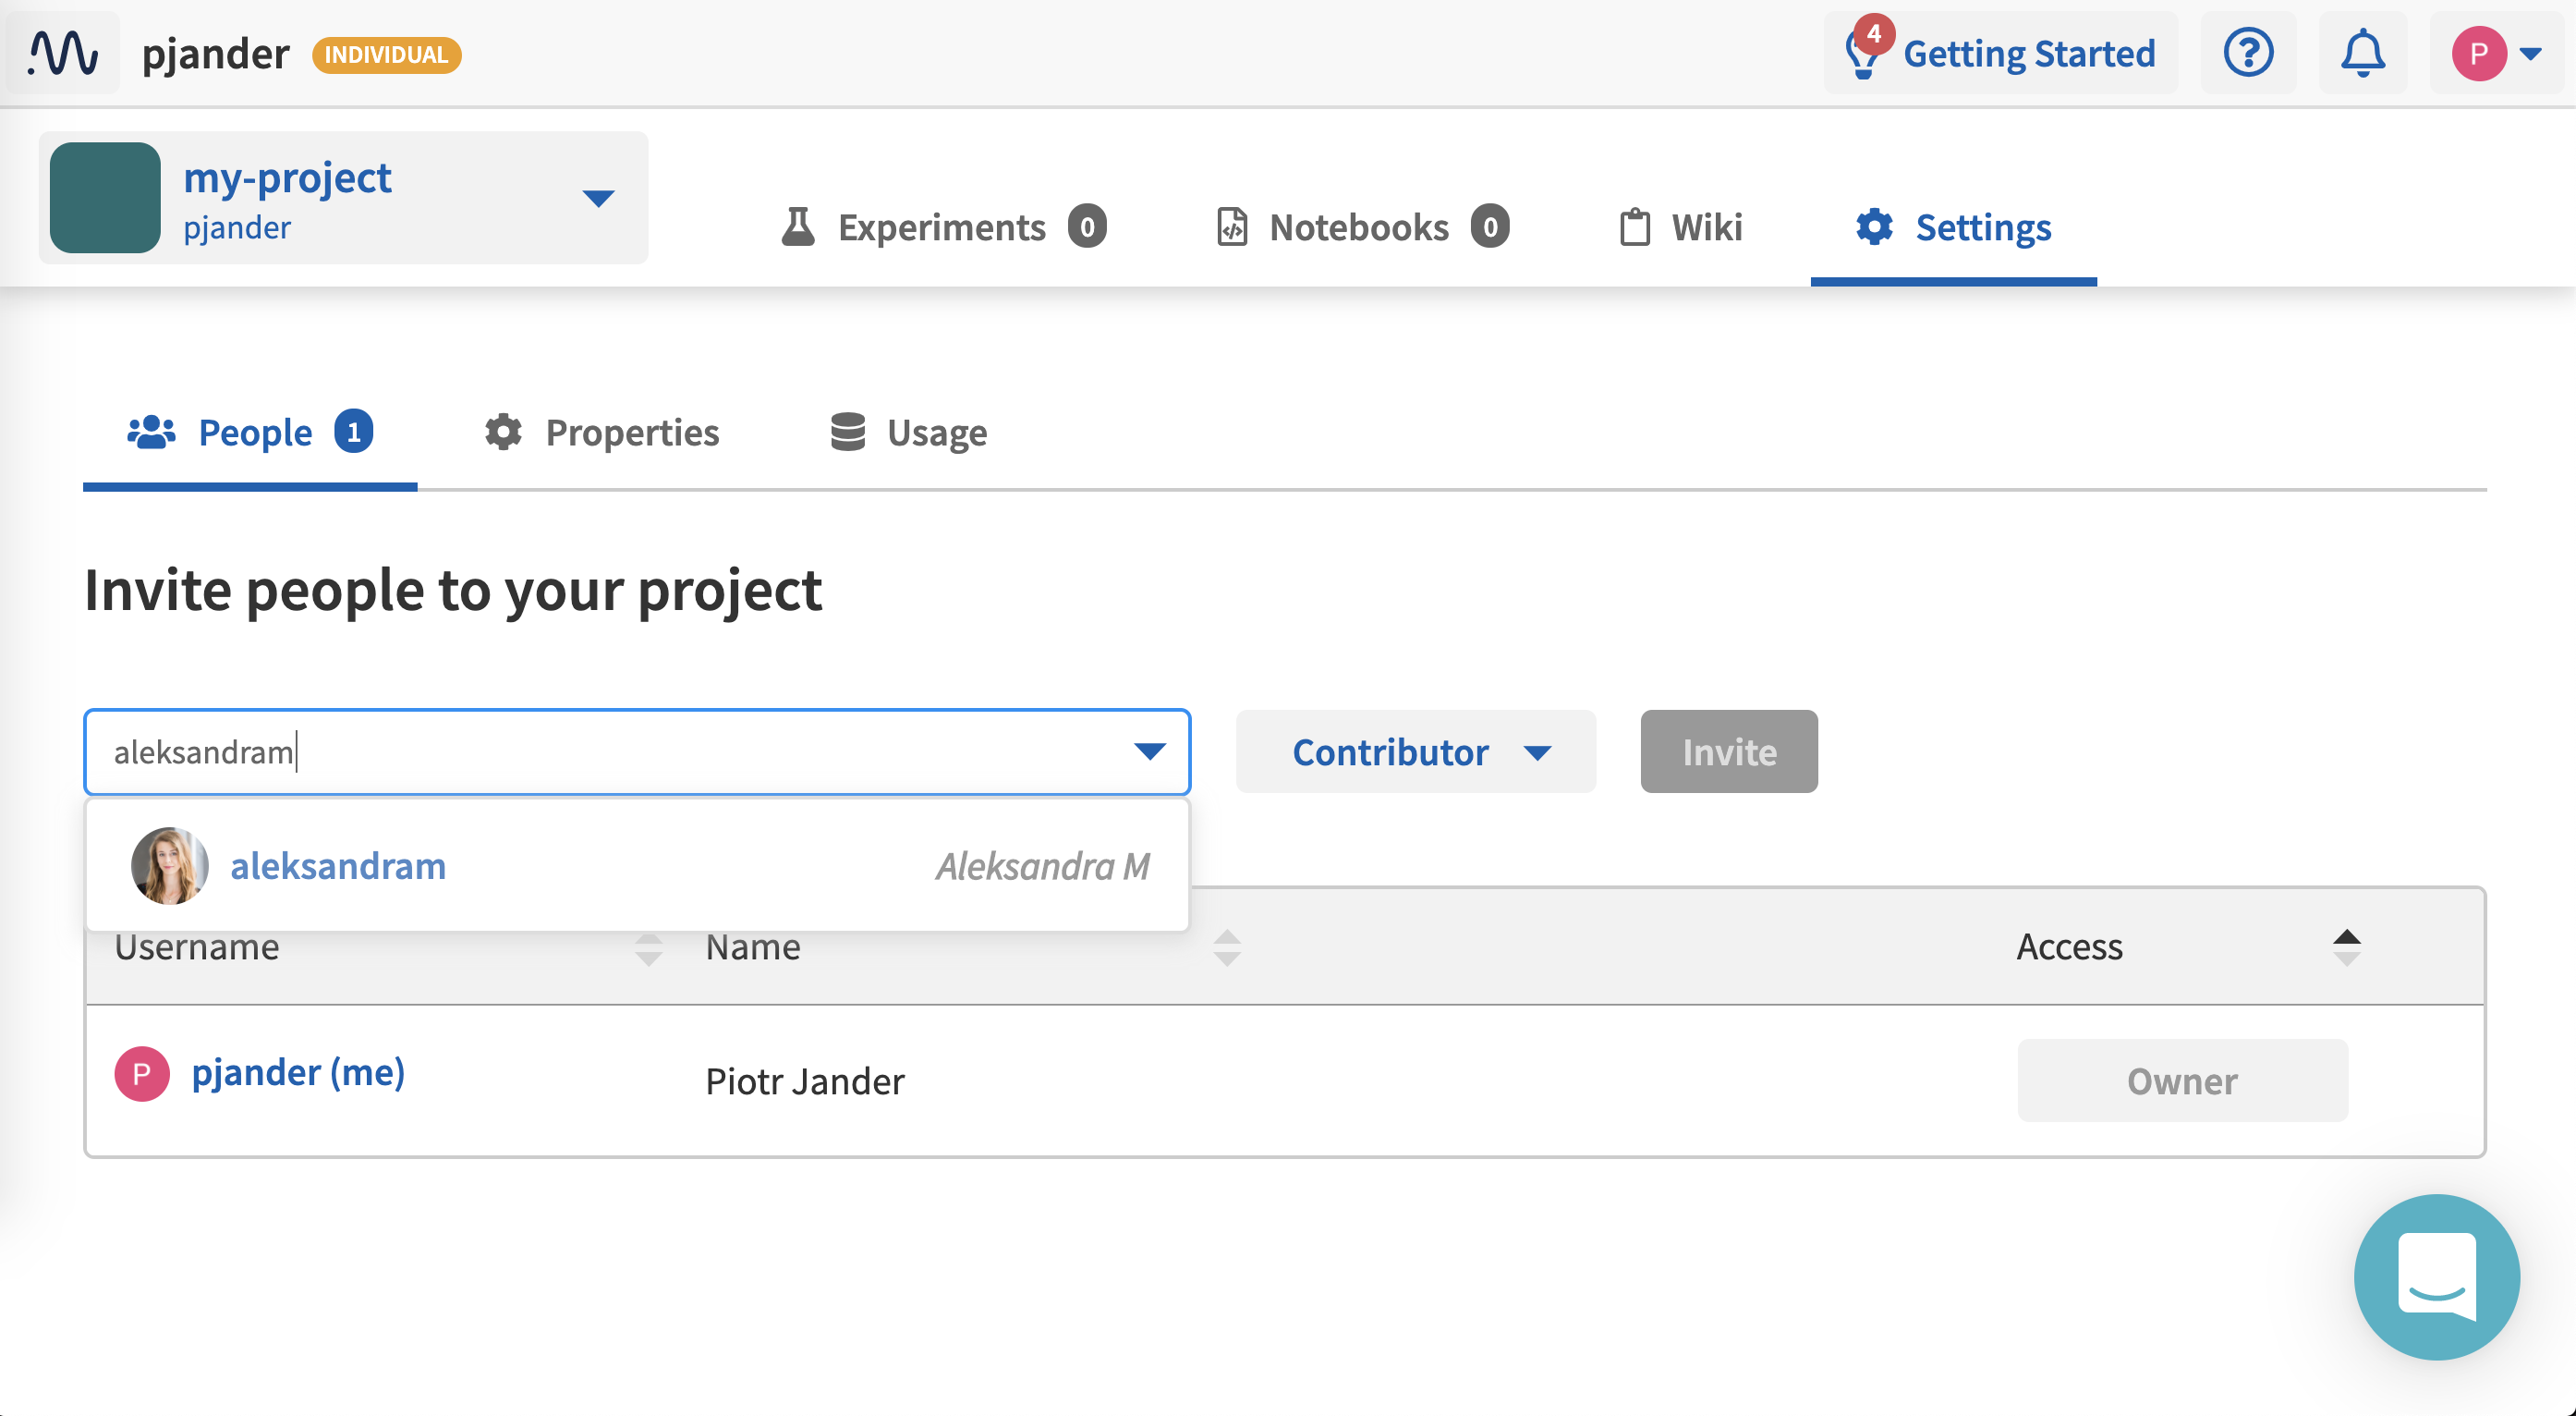 pjander INDIVIDUAL
4 Getting Started
P
my-project
pjander
Experiments 0
Notebooks 0
Wiki
Settings
People 1
Properties
Usage
Invite people to your project
aleksandram
Contributor
Invite
aleksandram Aleksandra M
Username Name Access
P pjander (me) Piotr Jander Owner